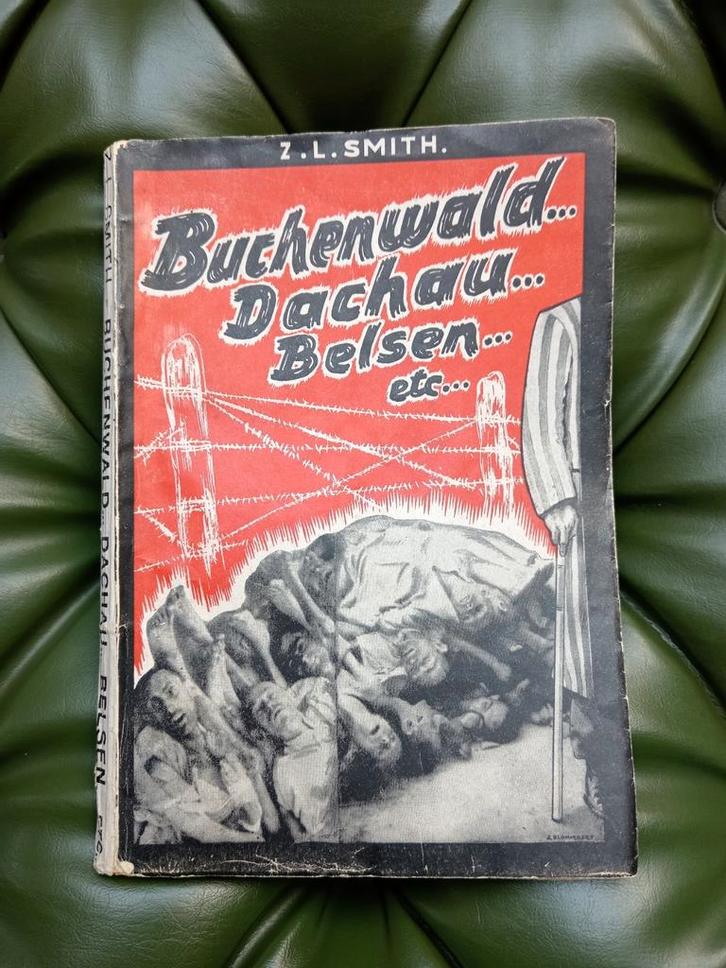 Z.L.SMITH.
Buchenwald...
Dachau...
Belsen...
etc...
Z.L. SMITH. BUCHENWALD. DACHAU. BELSEN. ETC.